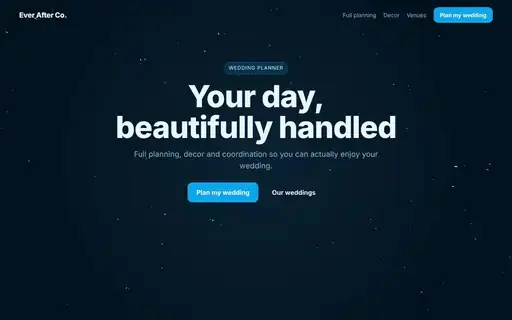 Ever After Co.
Full planning
Decor
Venues
Plan my wedding
WEDDING PLANNER
Your day,
beautifully handled
Full planning, decor and coordination so you can actually enjoy your
wedding.
Plan my wedding
Our weddings